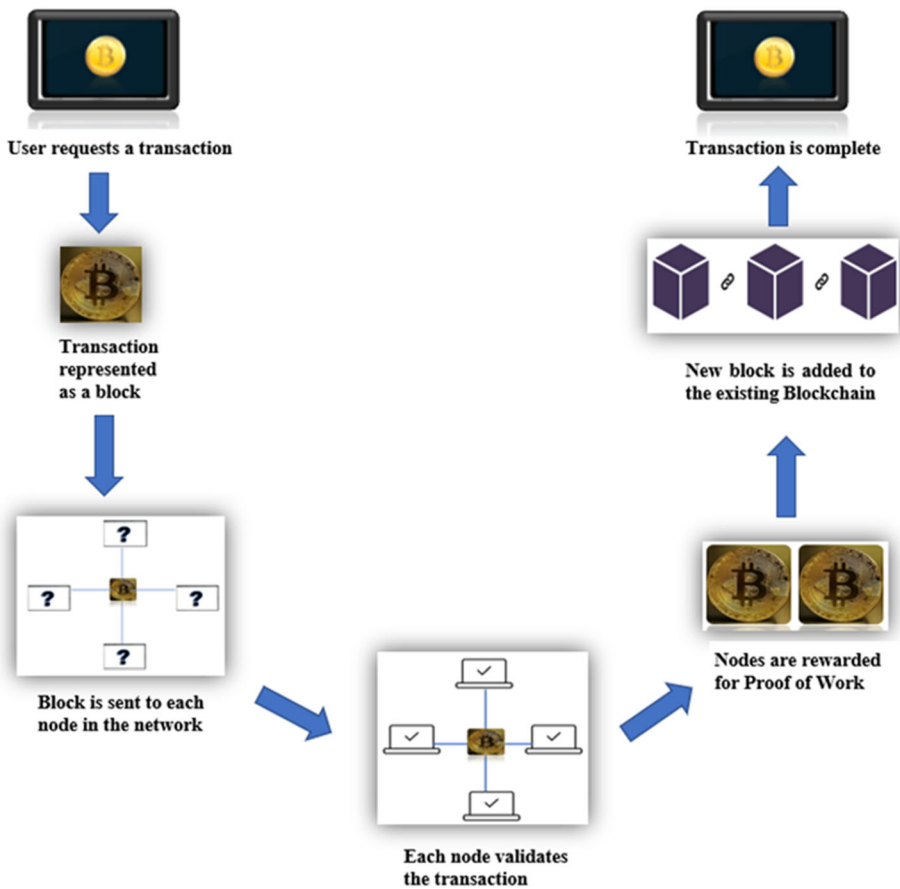 User requests a transaction
Transaction
represented
as a block
?
?
?
?
Block is sent to each
node in the network
Each node validates
the transaction
Nodes are rewarded
for Proof of Work
New block is added to
the existing Blockchain
Transaction is complete